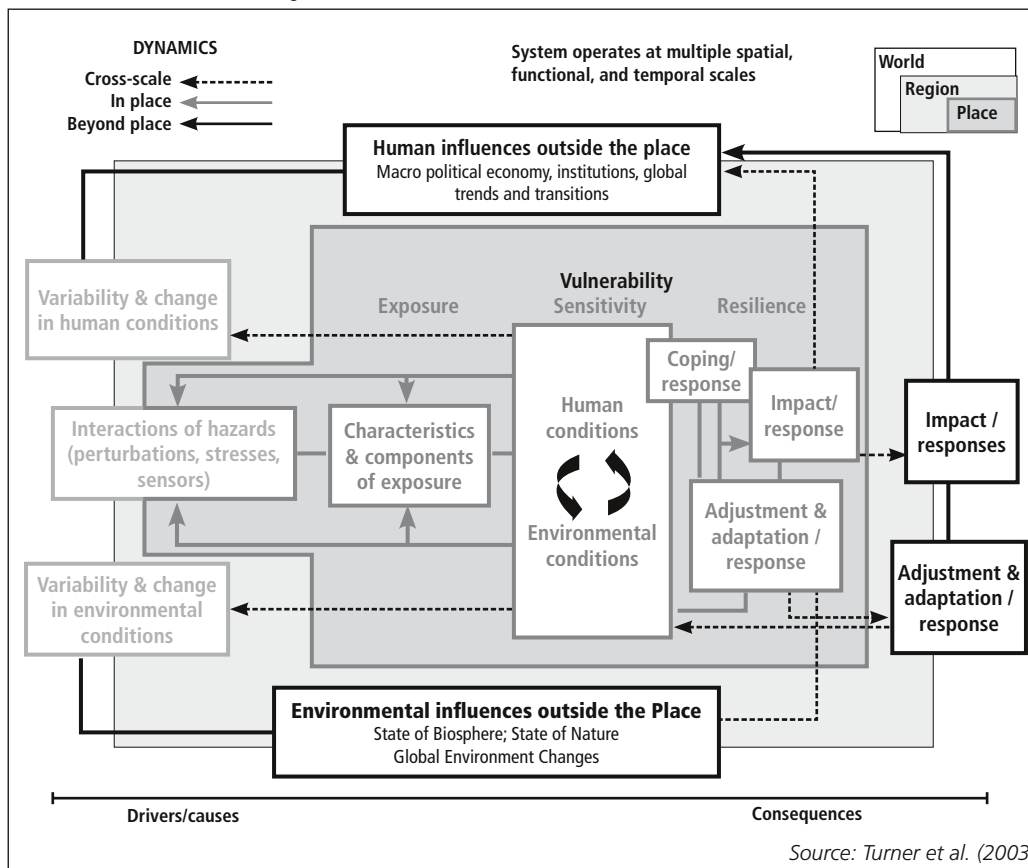 DYNAMICS
Cross-scale
In place
Beyond place
System operates at multiple spatial,
functional, and temporal scales
World
Region
Place
Human influences outside the place
Macro political economy, institutions, global
trends and transitions
Variability & change
in human conditions
Vulnerability
Exposure
Sensitivity
Resilience
Interactions of hazards
(perturbations, stresses,
sensors)
Characteristics
& components
of exposure
Human
conditions
Environmental
conditions
Coping/
response
Impact/
response
Adjustment &
adaptation /
response
Impact /
responses
Adjustment &
adaptation /
response
Variability & change
in environmental
conditions
Environmental influences outside the Place
State of Biosphere; State of Nature
Global Environment Changes
Drivers/causes
Consequences
Source: Turner et al. (2003